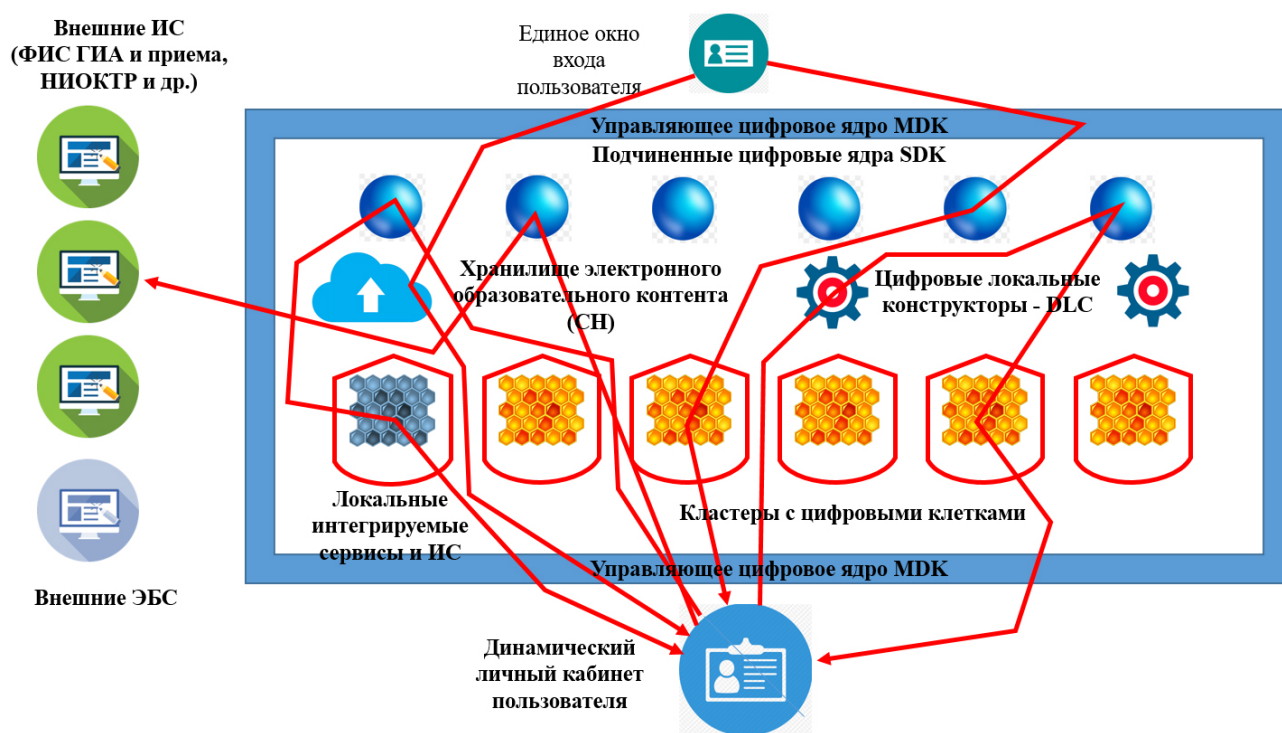 Внешние ИС
(ФИС ГИА и приема,
НИОКТР и др.)
Единое окно
входа
пользователя
Управляющее цифровое ядро MDK
Подчиненные цифровые ядра SDK
Хранилище электронного
образовательного контента
(CH)
Цифровые локальные
конструкторы - DLC
Локальные
интегрируемые
сервисы и ИС
Кластеры с цифровыми клетками
Управляющее цифровое ядро MDK
Внешние ЭБС
Динамический
личный кабинет
пользователя